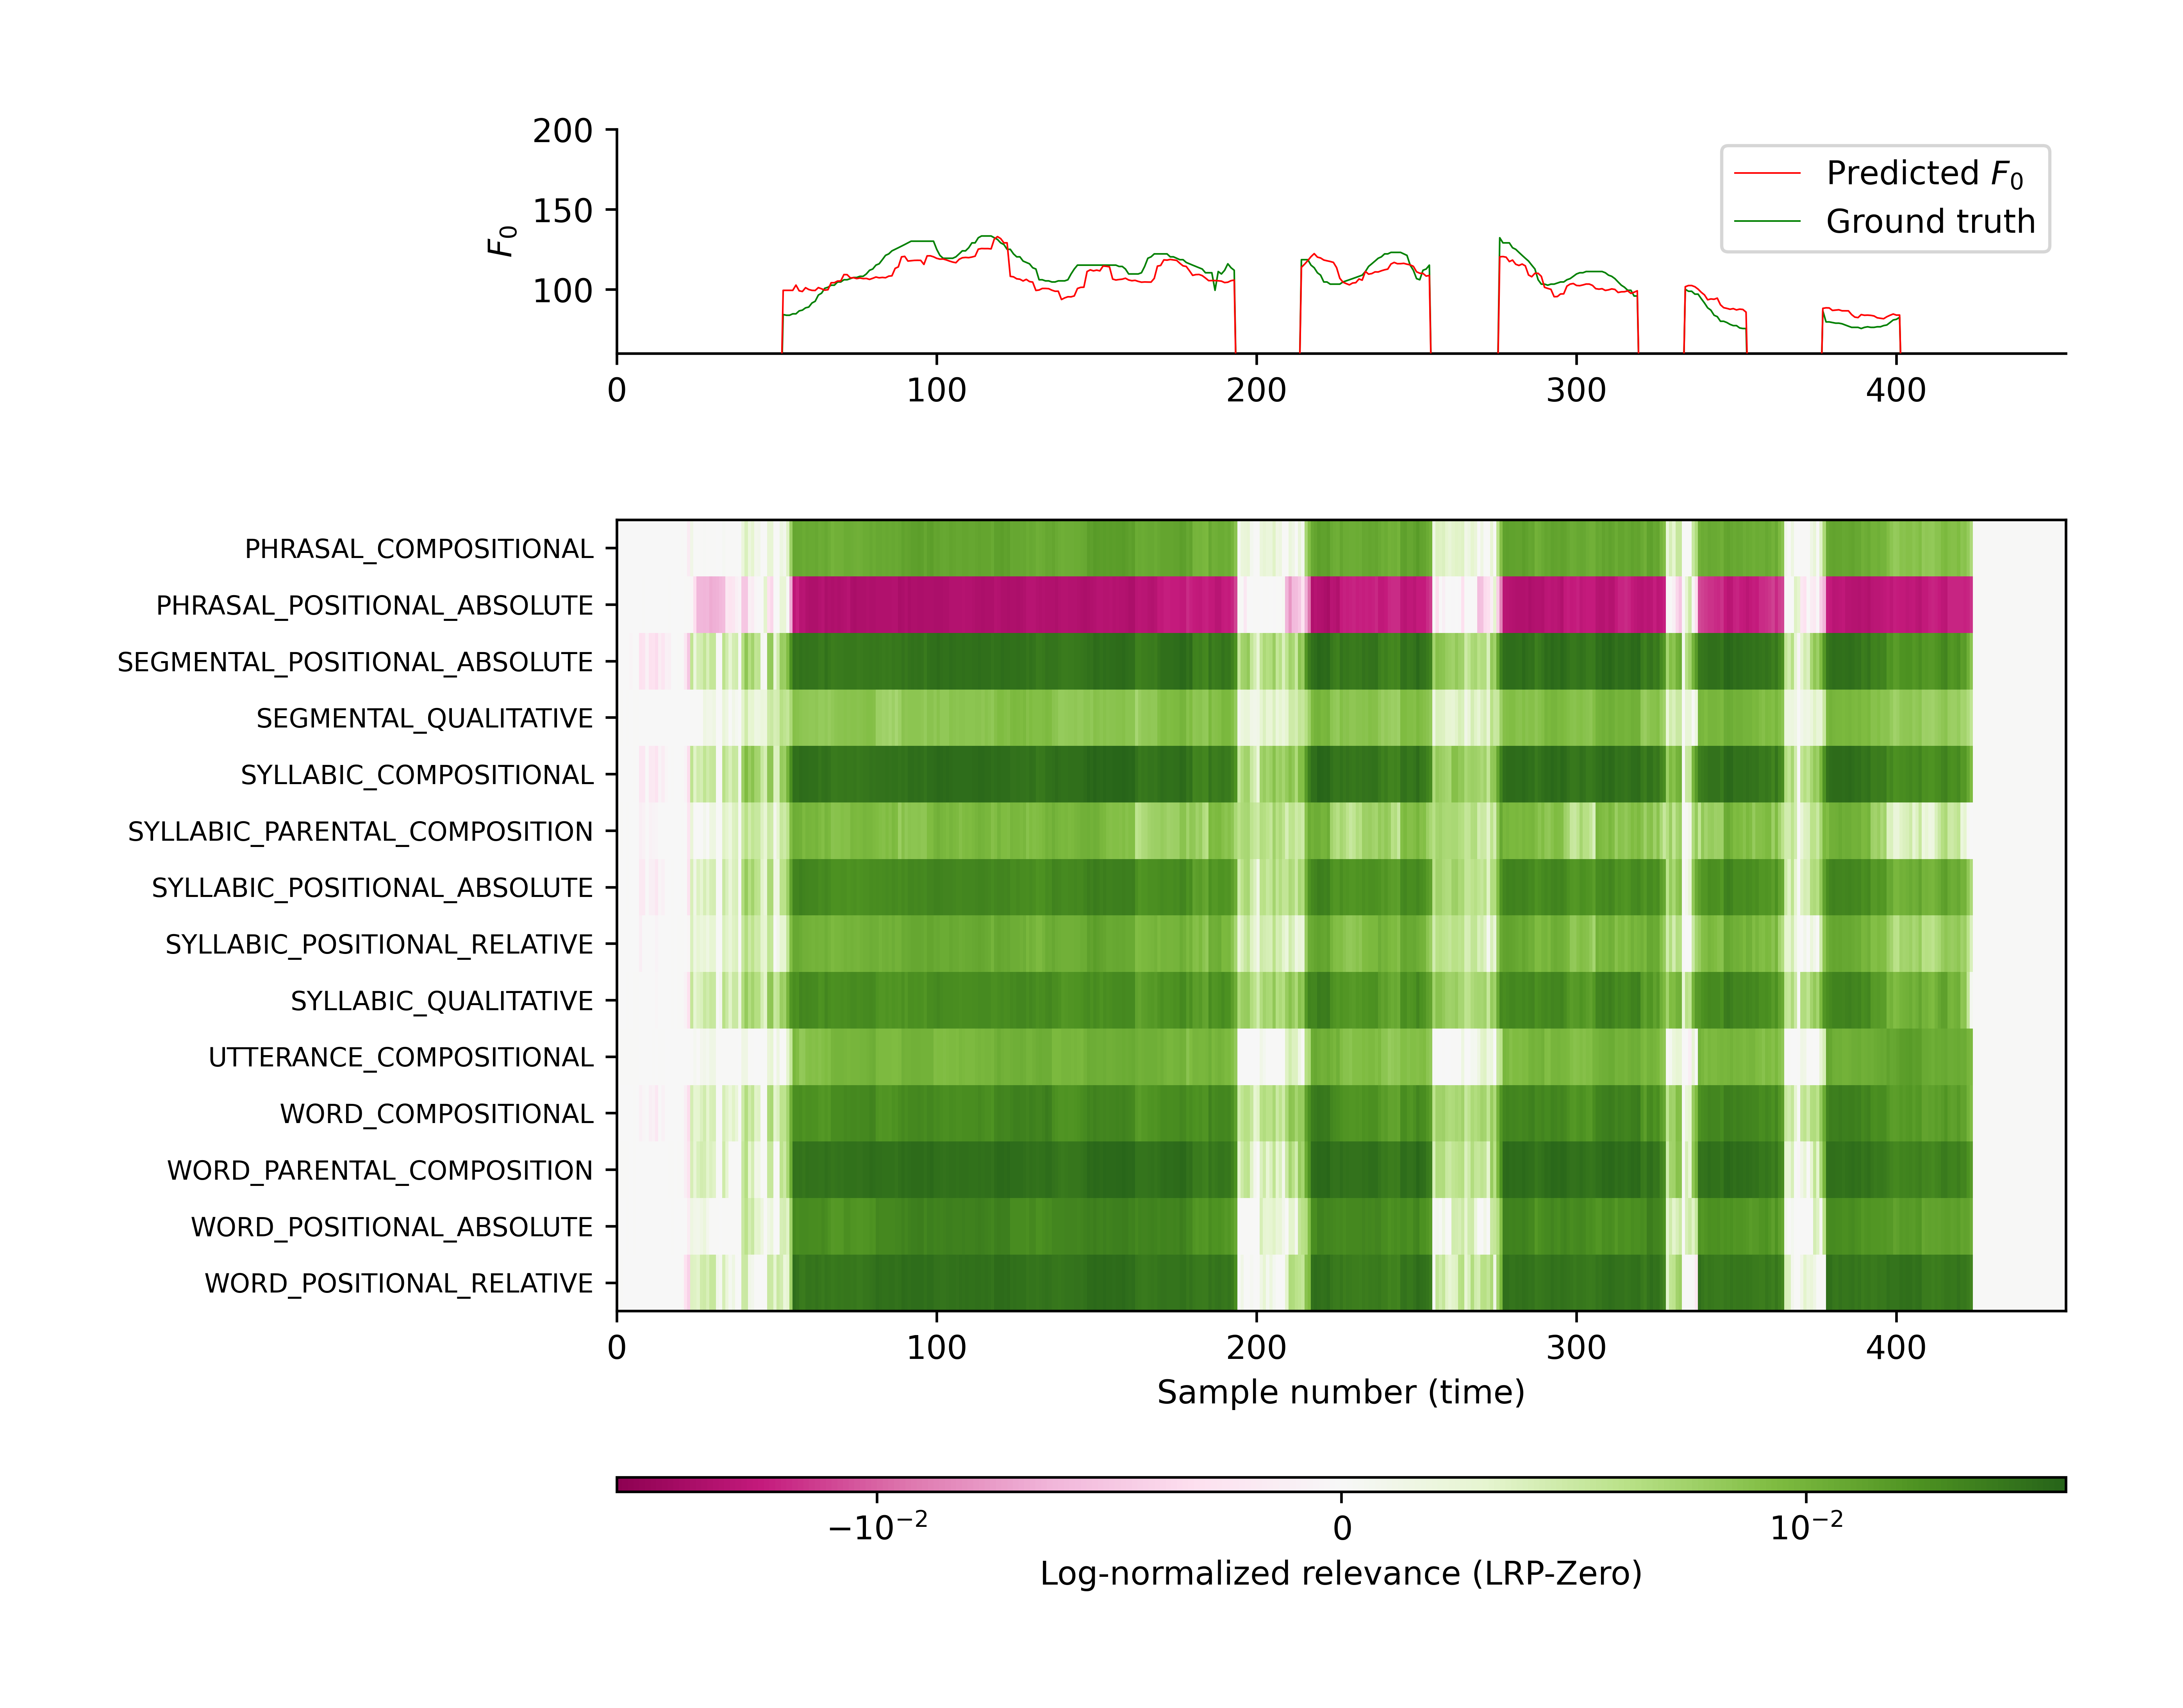 200
150
100
F₀
Predicted F₀
Ground truth
0 100 200 300 400
PHRASAL_COMPOSITIONAL
PHRASAL_POSITIONAL_ABSOLUTE
SEGMENTAL_POSITIONAL_ABSOLUTE
SEGMENTAL_QUALITATIVE
SYLLABIC_COMPOSITIONAL
SYLLABIC_PARENTAL_COMPOSITION
SYLLABIC_POSITIONAL_ABSOLUTE
SYLLABIC_POSITIONAL_RELATIVE
SYLLABIC_QUALITATIVE
UTTERANCE_COMPOSITIONAL
WORD_COMPOSITIONAL
WORD_PARENTAL_COMPOSITION
WORD_POSITIONAL_ABSOLUTE
WORD_POSITIONAL_RELATIVE
0 100 200 300 400
Sample number (time)
−10⁻² 0 10⁻²
Log-normalized relevance (LRP-Zero)